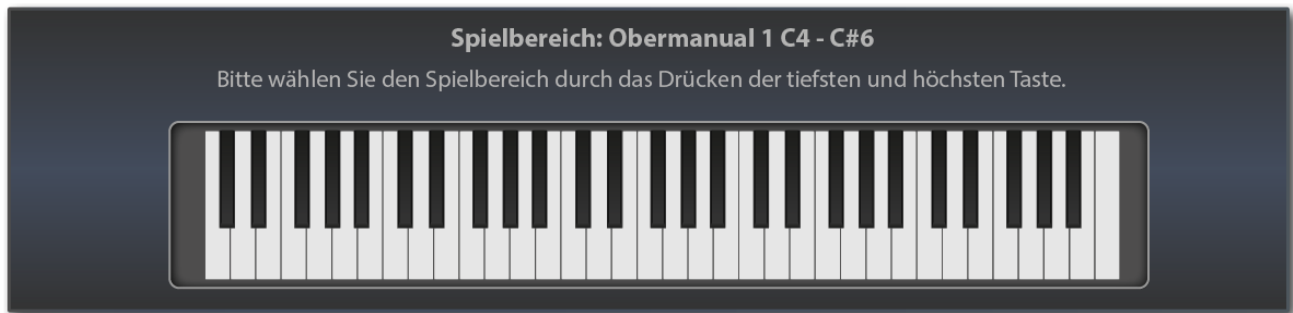 Spielbereich: Obermanual 1 C4 - C#6
Bitte wählen Sie den Spielbereich durch das Drücken der tiefsten und höchsten Taste.